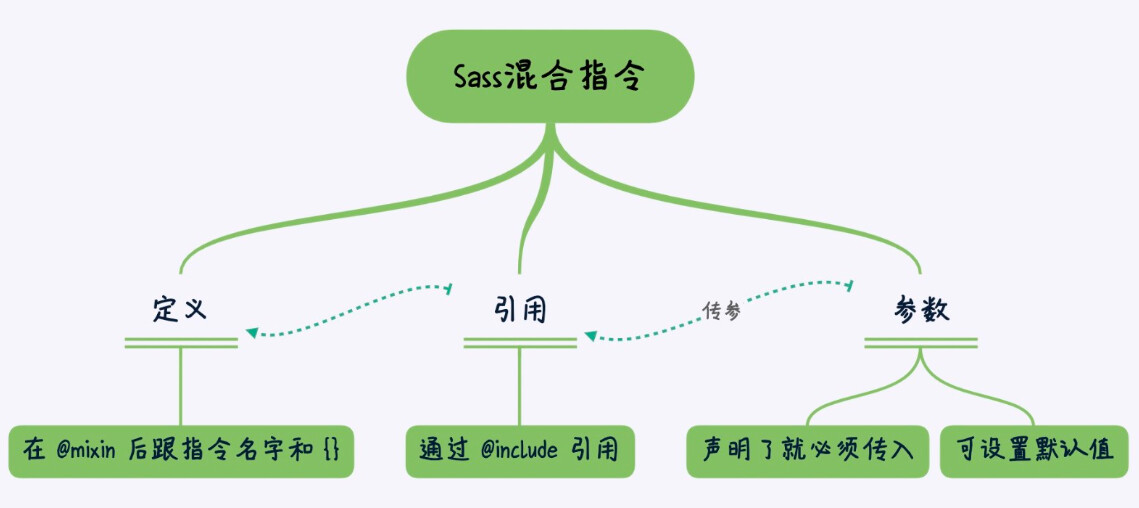 Sass混合指令
定义
引用
传参
参数
在 @mixin 后跟指令名字和 {}
通过 @include 引用
声明了就必须传入
可设置默认值